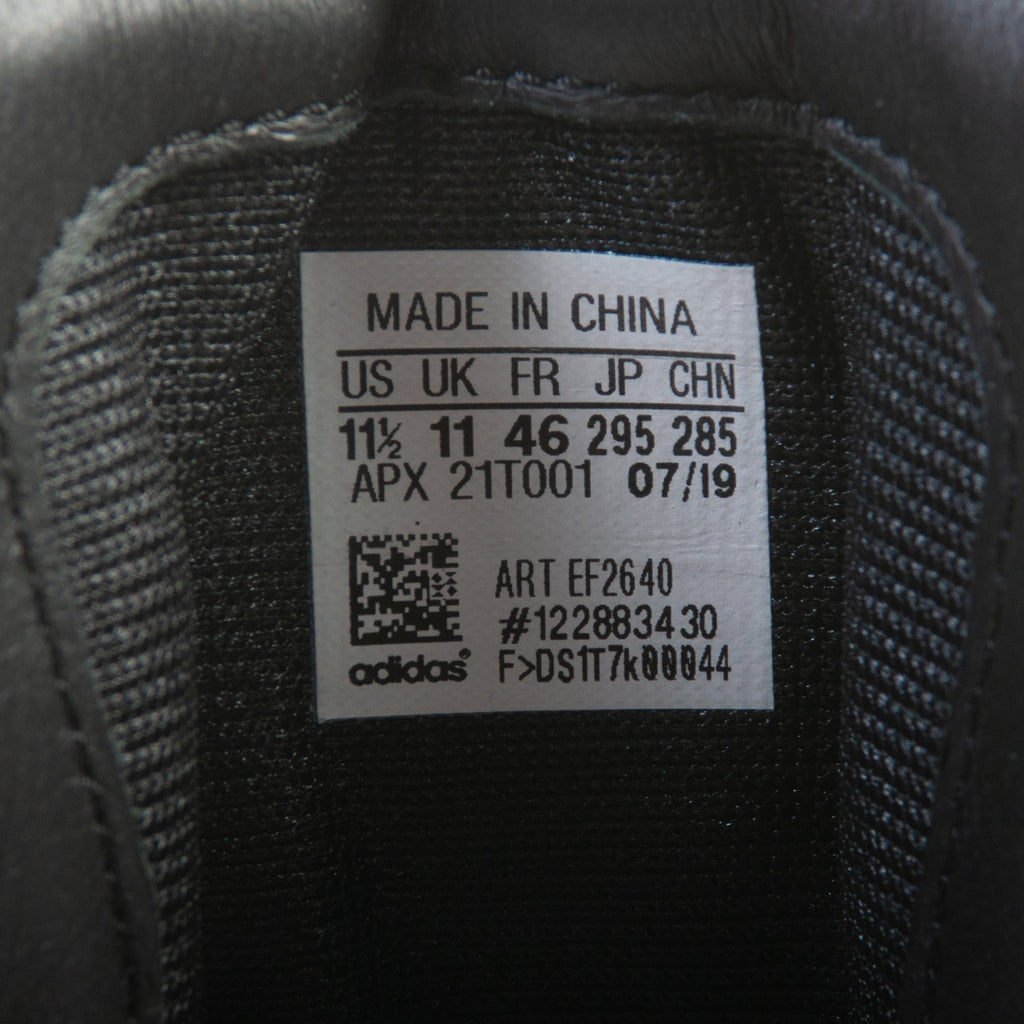 MADE IN CHINA
US UK FR JP CHN
11½ 11 46 295 285
APX 21T001 07/19
ART EF2640
#122883430
F>DS1T7k00044
adidas®